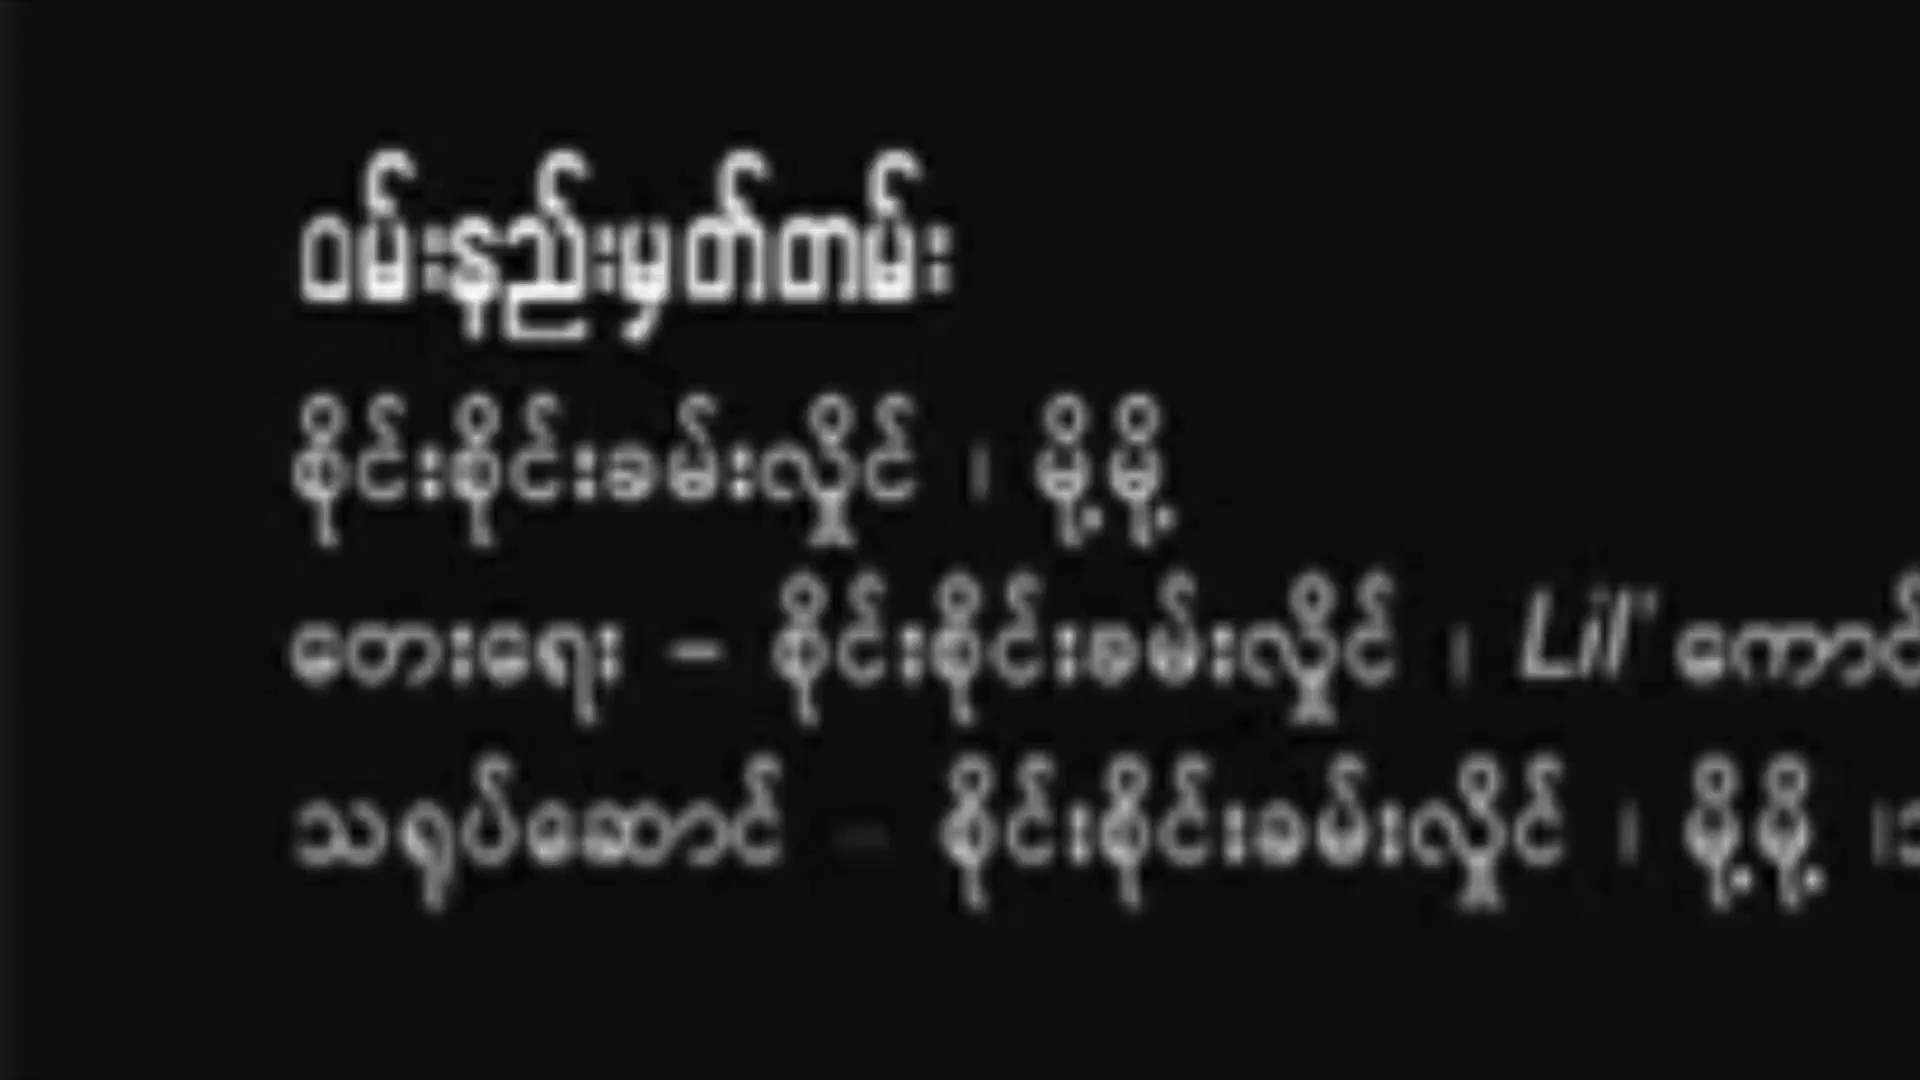 ဝမ်းနည်းမှတ်တမ်း
စိုင်းစိုင်းခမ်းလှိုင် ၊ မို့မို့
တေးရေး – စိုင်းစိုင်းခမ်းလှိုင် ၊ Lil' ကောင်
သရုပ်ဆောင် – စိုင်းစိုင်းခမ်းလှိုင် ၊ မို့မို့ ၊